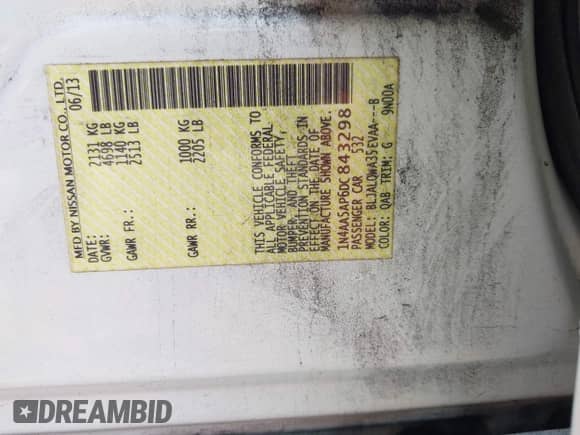 MFD BY NISSAN MOTOR CO., LTD.
DATE: 06/13
GVWR: 2131 KG
4698 LB
GAWR FR: 1140 KG
2513 LB
GAWR RR: 1000 KG
2205 LB
THIS VEHICLE CONFORMS TO
ALL APPLICABLE FEDERAL
MOTOR VEHICLE SAFETY,
BUMPER, AND THEFT
PREVENTION STANDARDS IN
EFFECT ON THE DATE OF
MANUFACTURE SHOWN ABOVE.
1N4AA5AP6DC843298
PASSENGER CAR 532
MODEL: BLJALQWA35EVAA---B
COLOR: QAB TRIM: G 9N00A
DREAMBID